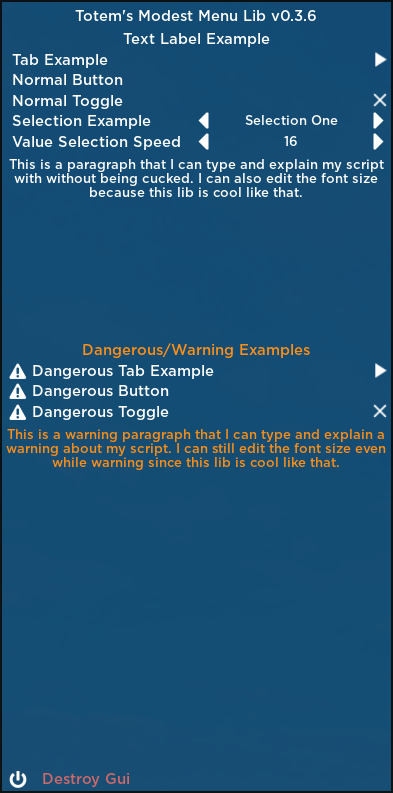 Totem's Modest Menu Lib v0.3.6
Text Label Example
Tab Example
Normal Button
Normal Toggle
Selection Example Selection One
Value Selection Speed 16
This is a paragraph that I can type and explain my script
with without being cucked. I can also edit the font size
because this lib is cool like that.
Dangerous/Warning Examples
Dangerous Tab Example
Dangerous Button
Dangerous Toggle
This is a warning paragraph that I can type and explain a
warning about my script. I can still edit the font size even
while warning since this lib is cool like that.
Destroy Gui